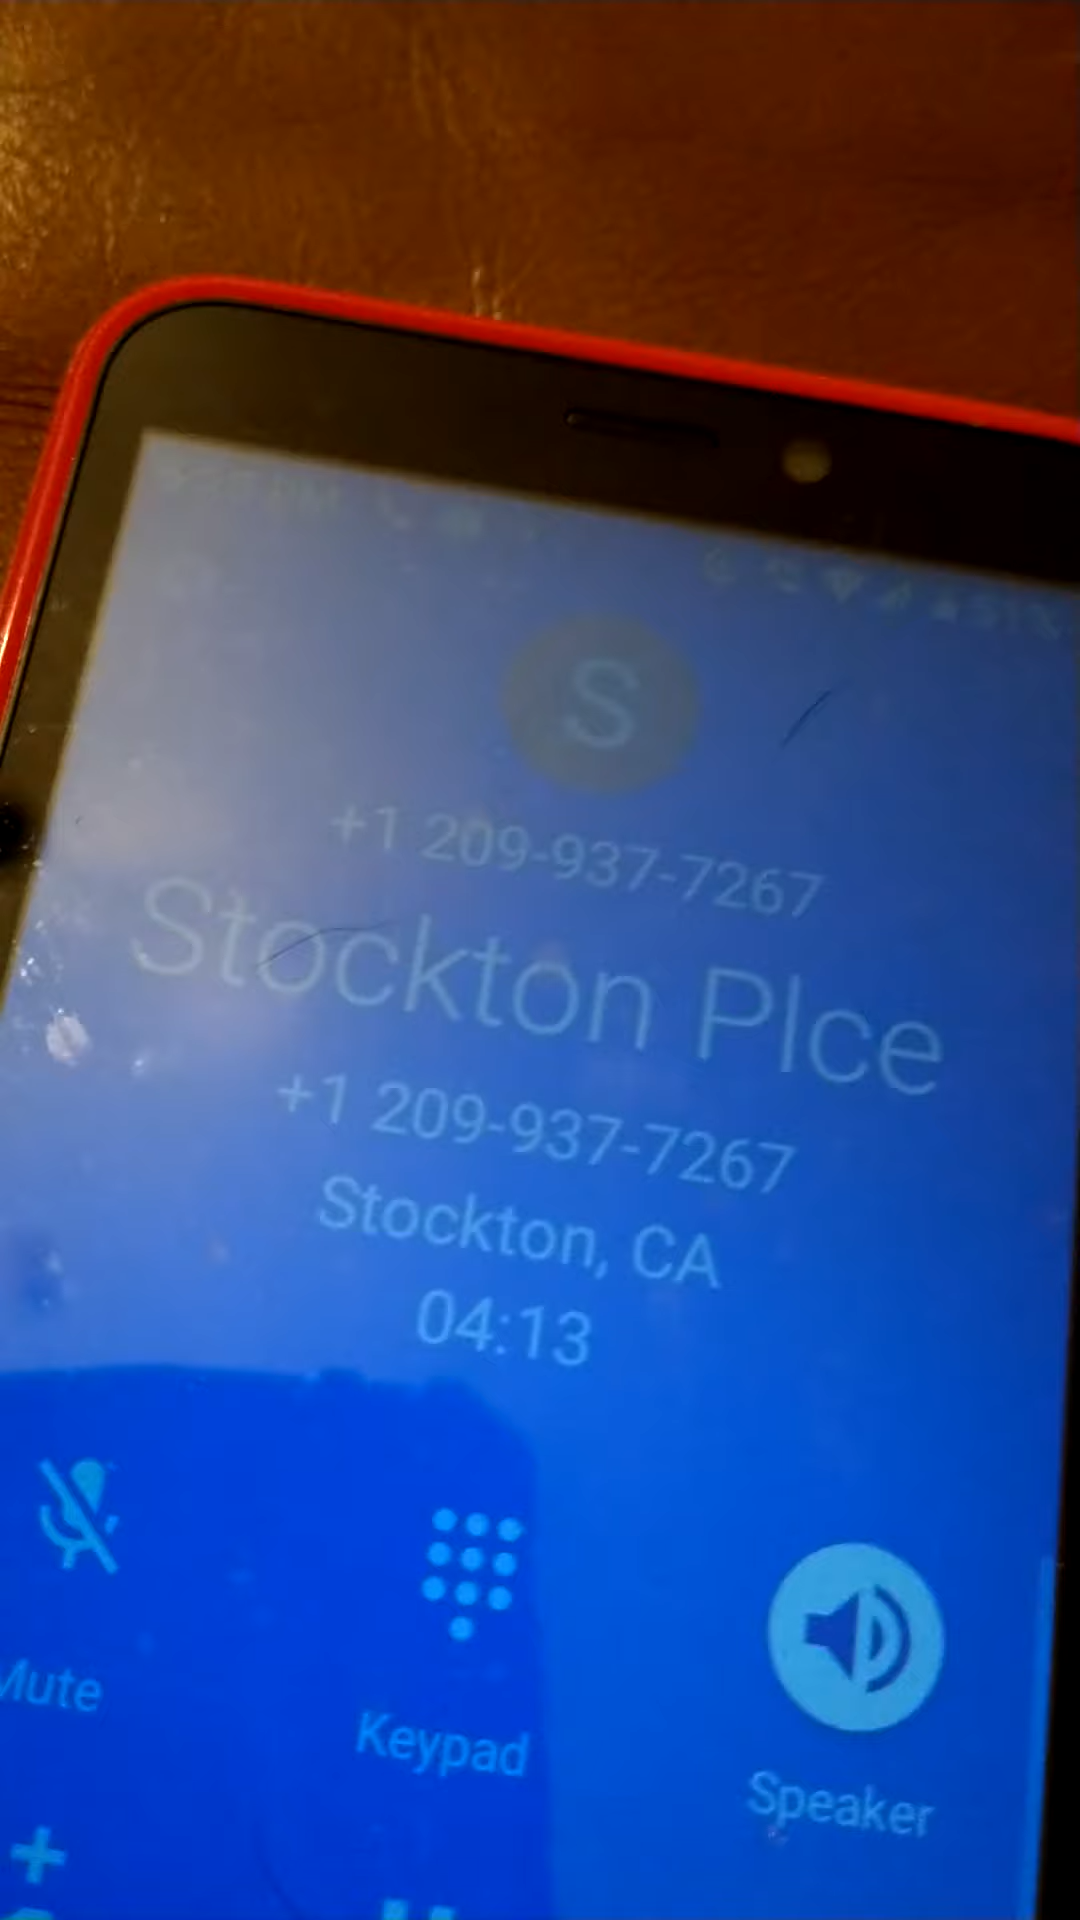 S
+1 209-937-7267
Stockton Plce
+1 209-937-7267
Stockton, CA
04:13
Mute
Keypad
Speaker